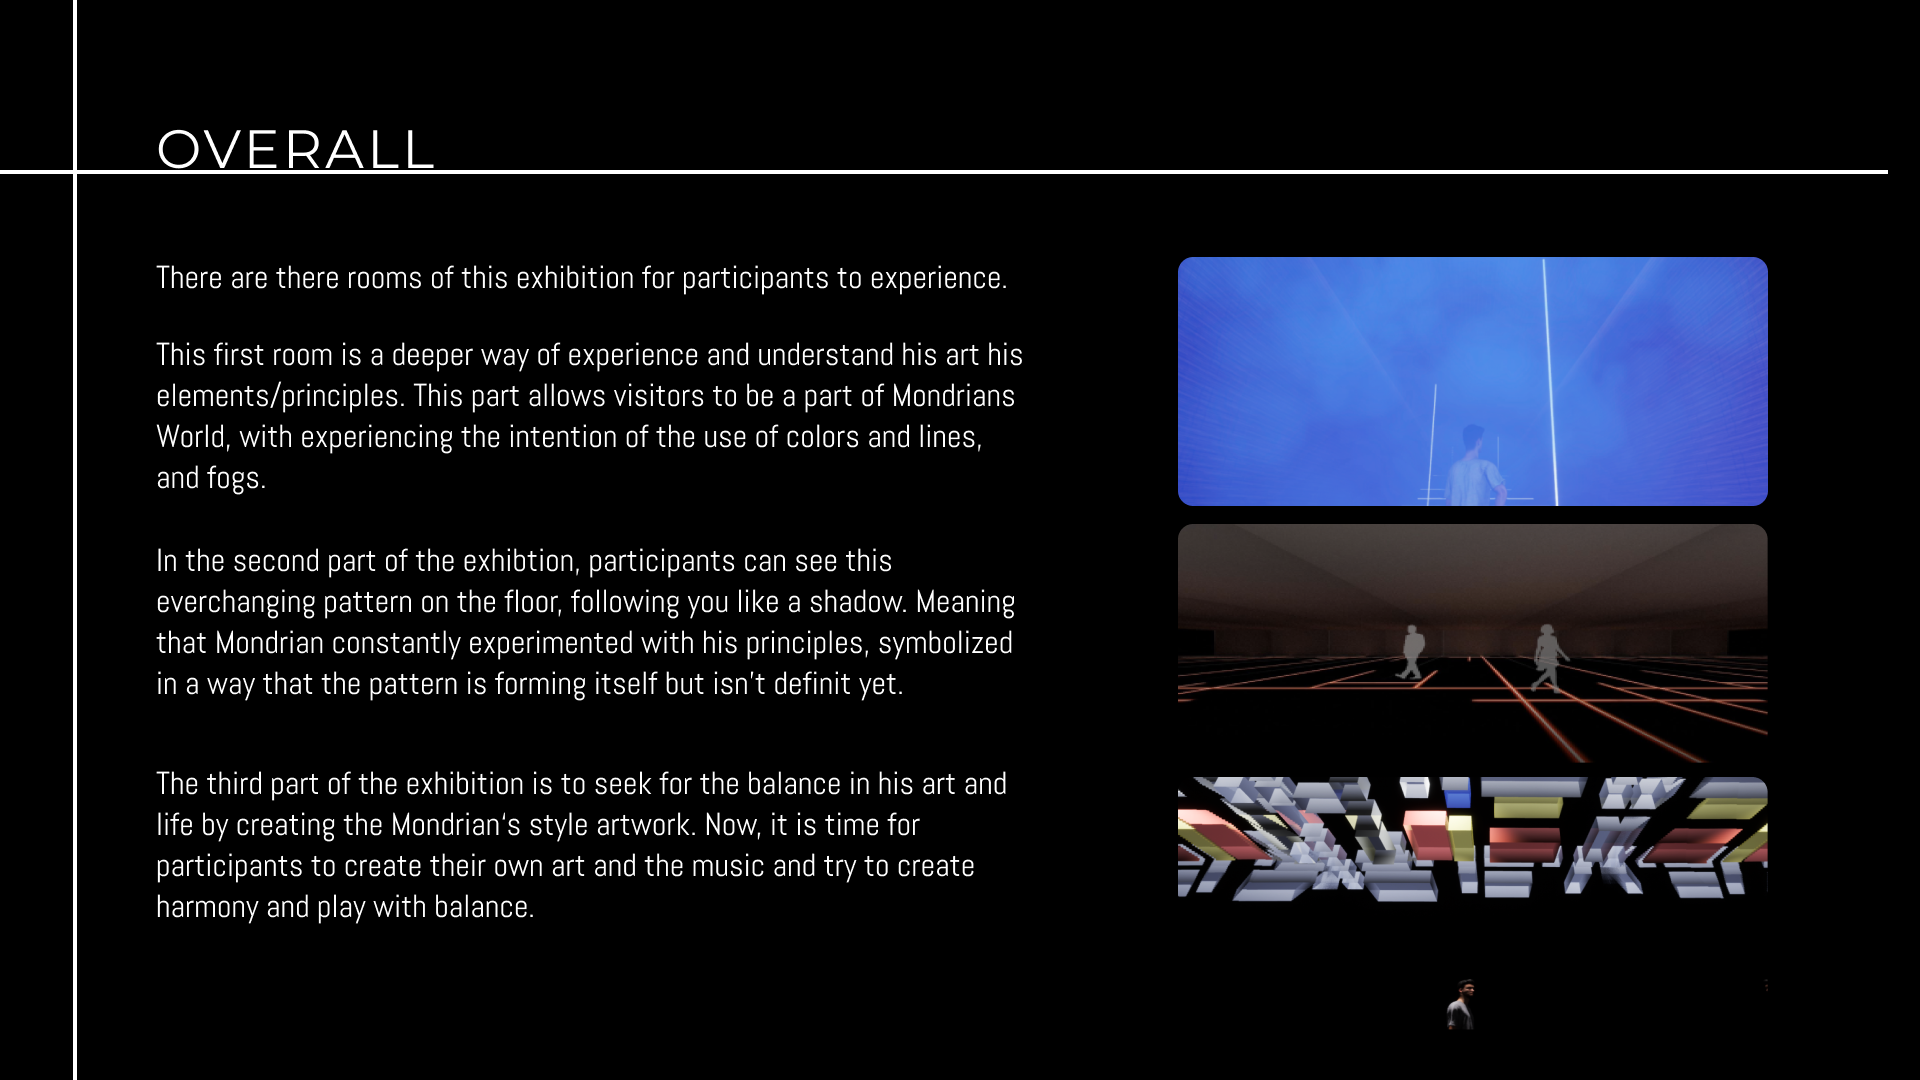 OVERALL
There are there rooms of this exhibition for participants to experience.
This first room is a deeper way of experience and understand his art his
elements/principles. This part allows visitors to be a part of Mondrians
World, with experiencing the intention of the use of colors and lines,
and fogs.
In the second part of the exhibtion, participants can see this
everchanging pattern on the floor, following you like a shadow. Meaning
that Mondrian constantly experimented with his principles, symbolized
in a way that the pattern is forming itself but isn't definit yet.
The third part of the exhibition is to seek for the balance in his art and
life by creating the Mondrian‘s style artwork. Now, it is time for
participants to create their own art and the music and try to create
harmony and play with balance.